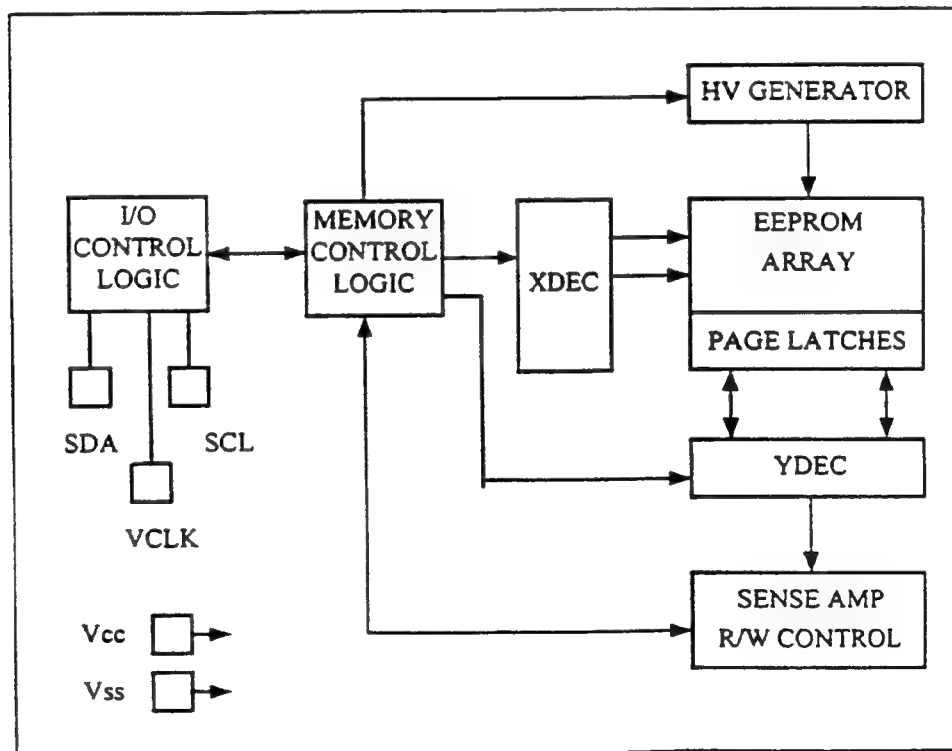 HV GENERATOR
I/O
CONTROL
LOGIC
MEMORY
CONTROL
LOGIC
XDEC
EEPROM
ARRAY
PAGE LATCHES
SDA
SCL
VCLK
YDEC
SENSE AMP
R/W CONTROL
Vcc
Vss